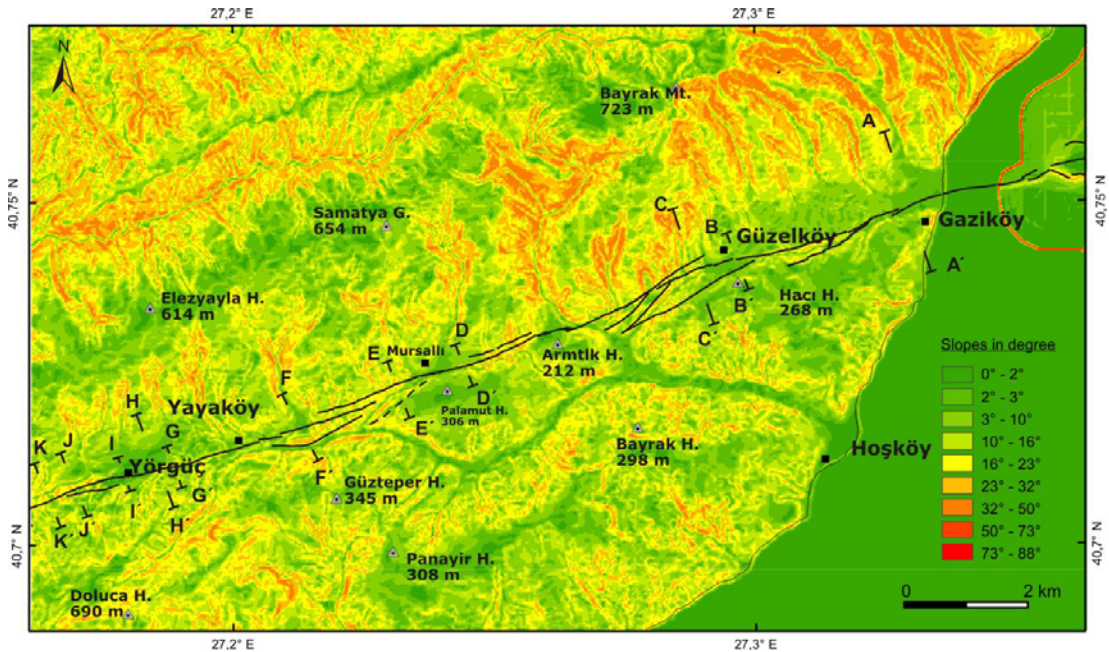 27,2° E
27,3° E
N
Bayrak Mt.
723 m
A
40,75° N
40,75° N
Samatya G.
654 m
C
B
Güzelköy
Gaziköy
A´
Elezyayla H.
614 m
B´
Hacı H.
268 m
C´
D
E
Mursallı
Armtlk H.
212 m
D´
Palamut H.
306 m
E´
F
H
Yayaköy
G
K
J
I
Yörgüç
F´
G´
I´
H´
J´
K´
Güzteper H.
345 m
Bayrak H.
298 m
Hoşköy
Panayir H.
308 m
Doluca H.
690 m
40,7° N
40,7° N
Slopes in degree
0° - 2°
2° - 3°
3° - 10°
10° - 16°
16° - 23°
23° - 32°
32° - 50°
50° - 73°
73° - 88°
0 2 km
27,2° E
27,3° E